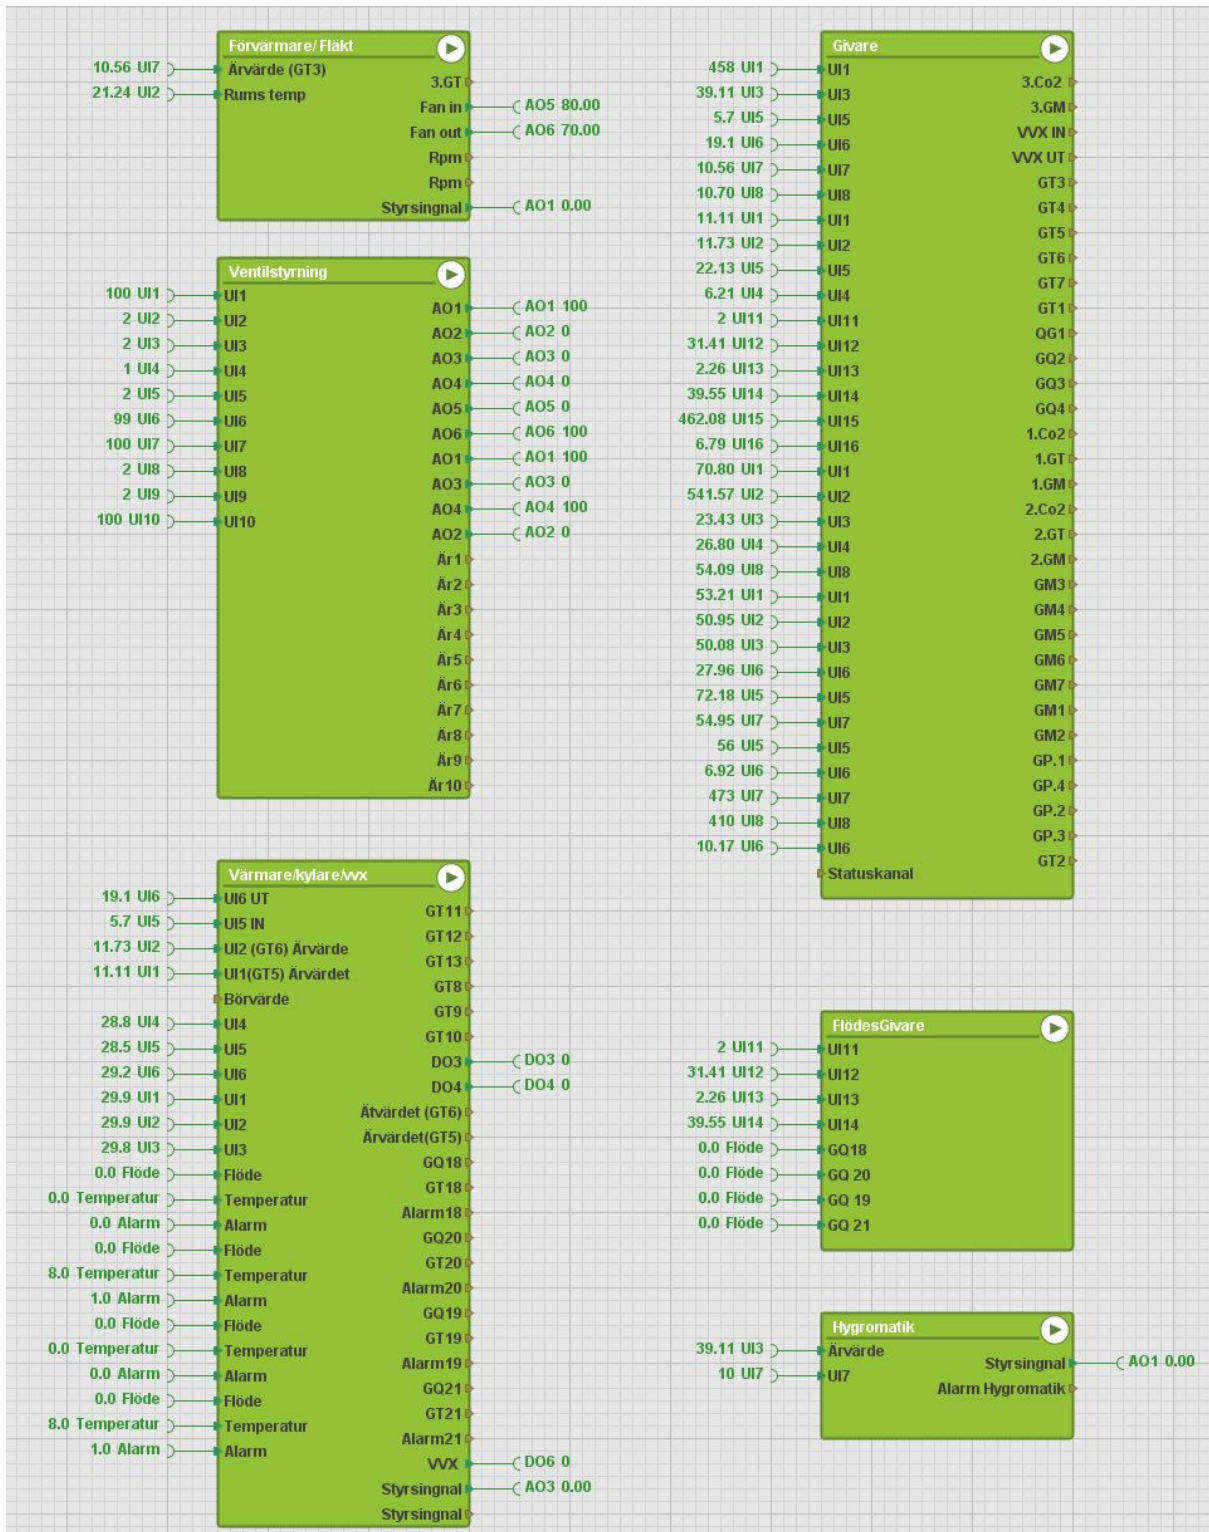 Förvärmare/ Fläkt
10.56 UI7 Ärvärde (GT3)
3.GT
21.24 UI2 Rums temp
Fan in AO5 80.00
Fan out AO6 70.00
Rpm
Rpm
Styrsingnal AO1 0.00
Ventilstyrning
100 UI1 UI1
AO1 AO1 100
2 UI2 UI2
AO2 AO2 0
2 UI3 UI3
AO3 AO3 0
1 UI4 UI4
AO4 AO4 0
2 UI5 UI5
AO5 AO5 0
99 UI6 UI6
AO6 AO6 100
100 UI7 UI7
AO1 AO1 100
2 UI8 UI8
AO3 AO3 0
2 UI9 UI9
AO4 AO4 100
100 UI10 UI10
AO2 AO2 0
Är1
Är2
Är3
Är4
Är5
Är6
Är7
Är8
Är9
Är10
Värmare/kylare/vvx
19.1 UI6 UI6 UT
GT11
5.7 UI5 UI5 IN
GT12
11.73 UI2 UI2 (GT6) Ärvärde
GT13
11.11 UI1 UI1(GT5) Ärvärdet
GT8
Börvärde
GT9
28.8 UI4 UI4
GT10
28.5 UI5 UI5
DO3 DO3 0
29.2 UI6 UI6
DO4 DO4 0
29.9 UI1 UI1
Ätvärdet (GT6)
29.9 UI2 UI2
Ärvärdet(GT5)
29.8 UI3 UI3
GQ18
0.0 Flöde Flöde
GT18
0.0 Temperatur Temperatur
Alarm18
0.0 Alarm Alarm
GQ20
0.0 Flöde Flöde
GT20
8.0 Temperatur Temperatur
Alarm20
1.0 Alarm Alarm
GQ19
0.0 Flöde Flöde
GT19
0.0 Temperatur Temperatur
Alarm19
0.0 Alarm Alarm
GQ21
0.0 Flöde Flöde
GT21
8.0 Temperatur Temperatur
Alarm21
1.0 Alarm Alarm
VVX DO6 0
Styrsingnal AO3 0.00
Styrsingnal
Givare
458 UI1 UI1
3.Co2
39.11 UI3 UI3
3.GM
5.7 UI5 UI5
VVX IN
19.1 UI6 UI6
VVX UT
10.56 UI7 UI7
GT3
10.70 UI8 UI8
GT4
11.11 UI1 UI1
GT5
11.73 UI2 UI2
GT6
22.13 UI5 UI5
GT7
6.21 UI4 UI4
GT1
2 UI11 UI11
QG1
31.41 UI12 UI12
GQ2
2.26 UI13 UI13
GQ3
39.55 UI14 UI14
GQ4
462.08 UI15 UI15
1.Co2
6.79 UI16 UI16
1.GT
70.80 UI1 UI1
1.GM
541.57 UI2 UI2
2.Co2
23.43 UI3 UI3
2.GT
26.80 UI4 UI4
2.GM
54.09 UI8 UI8
GM3
53.21 UI1 UI1
GM4
50.95 UI2 UI2
GM5
50.08 UI3 UI3
GM6
27.96 UI6 UI6
GM7
72.18 UI5 UI5
GM1
54.95 UI7 UI7
GM2
56 UI5 UI5
GP.1
6.92 UI6 UI6
GP.4
473 UI7 UI7
GP.2
410 UI8 UI8
GP.3
10.17 UI6 UI6
GT2
Statuskanal
FlödesGivare
2 UI11 UI11
31.41 UI12 UI12
2.26 UI13 UI13
39.55 UI14 UI14
0.0 Flöde GQ18
0.0 Flöde GQ 20
0.0 Flöde GQ 19
0.0 Flöde GQ 21
Hygromatik
39.11 UI3 Ärvärde
Styrsingnal AO1 0.00
10 UI7 UI7
Alarm Hygromatik